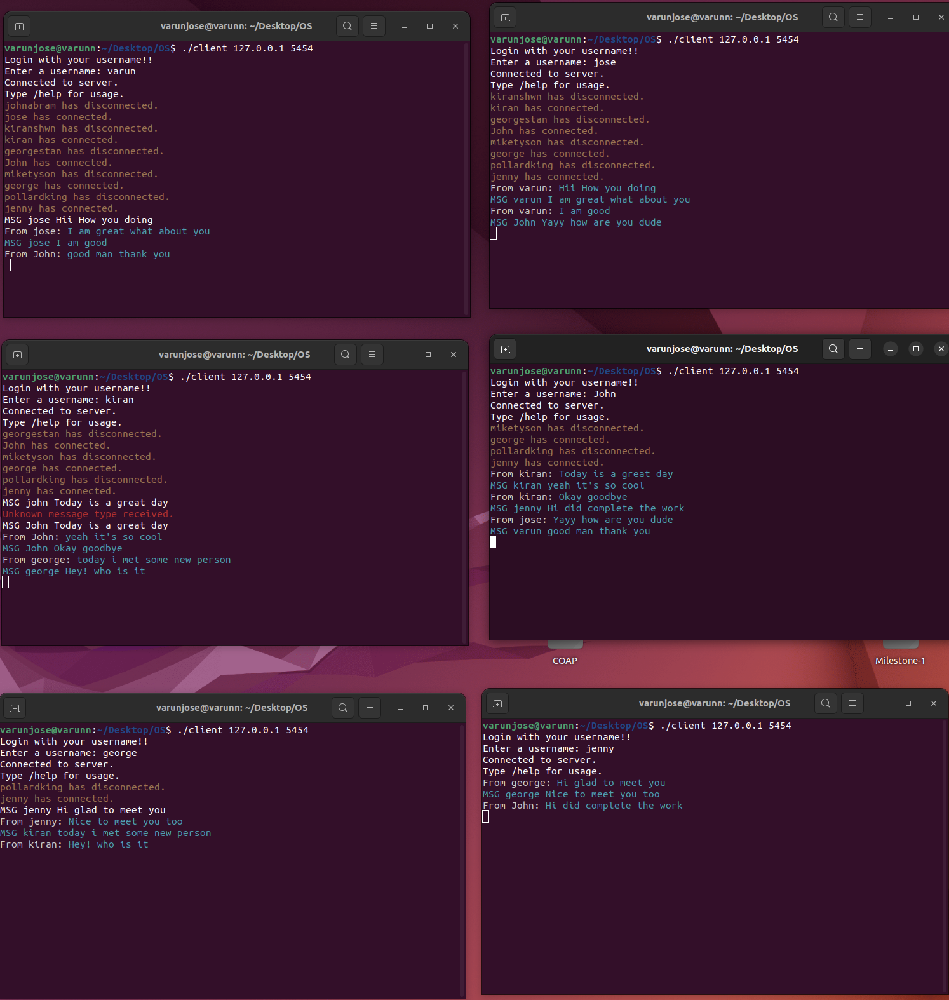 varunjose@varunn: ~/Desktop/OS
varunjose@varunn:~/Desktop/OS$ ./client 127.0.0.1 5454
Login with your username!!
Enter a username: varun
Connected to server.
Type /help for usage.
johnabram has disconnected.
jose has connected.
kiranshwn has disconnected.
kiran has connected.
georgestan has disconnected.
John has connected.
miketyson has disconnected.
george has connected.
pollardking has disconnected.
jenny has connected.
MSG jose Hii How you doing
From jose: I am great what about you
MSG jose I am good
From John: good man thank you
varunjose@varunn: ~/Desktop/OS
varunjose@varunn:~/Desktop/OS$ ./client 127.0.0.1 5454
Login with your username!!
Enter a username: jose
Connected to server.
Type /help for usage.
kiranshwn has disconnected.
kiran has connected.
georgestan has disconnected.
John has connected.
miketyson has disconnected.
george has connected.
pollardking has disconnected.
jenny has connected.
From varun: Hii How you doing
MSG varun I am great what about you
From varun: I am good
MSG John Yayy how are you dude
varunjose@varunn: ~/Desktop/OS
varunjose@varunn:~/Desktop/OS$ ./client 127.0.0.1 5454
Login with your username!!
Enter a username: kiran
Connected to server.
Type /help for usage.
georgestan has disconnected.
John has connected.
miketyson has disconnected.
george has connected.
pollardking has disconnected.
jenny has connected.
MSG john Today is a great day
Unknown message type received.
MSG John Today is a great day
From John: yeah it's so cool
MSG John Okay goodbye
From george: today i met some new person
MSG george Hey! who is it
varunjose@varunn: ~/Desktop/OS
varunjose@varunn:~/Desktop/OS$ ./client 127.0.0.1 5454
Login with your username!!
Enter a username: John
Connected to server.
Type /help for usage.
miketyson has disconnected.
george has connected.
pollardking has disconnected.
jenny has connected.
From kiran: Today is a great day
MSG kiran yeah it's so cool
From kiran: Okay goodbye
MSG jenny Hi did complete the work
From jose: Yayy how are you dude
MSG varun good man thank you
COAP
Milestone-1
varunjose@varunn: ~/Desktop/OS
varunjose@varunn:~/Desktop/OS$ ./client 127.0.0.1 5454
Login with your username!!
Enter a username: george
Connected to server.
Type /help for usage.
pollardking has disconnected.
jenny has connected.
MSG jenny Hi glad to meet you
From jenny: Nice to meet you too
MSG kiran today i met some new person
From kiran: Hey! who is it
varunjose@varunn: ~/Desktop/OS
varunjose@varunn:~/Desktop/OS$ ./client 127.0.0.1 5454
Login with your username!!
Enter a username: jenny
Connected to server.
Type /help for usage.
From george: Hi glad to meet you
MSG george Nice to meet you too
From John: Hi did complete the work